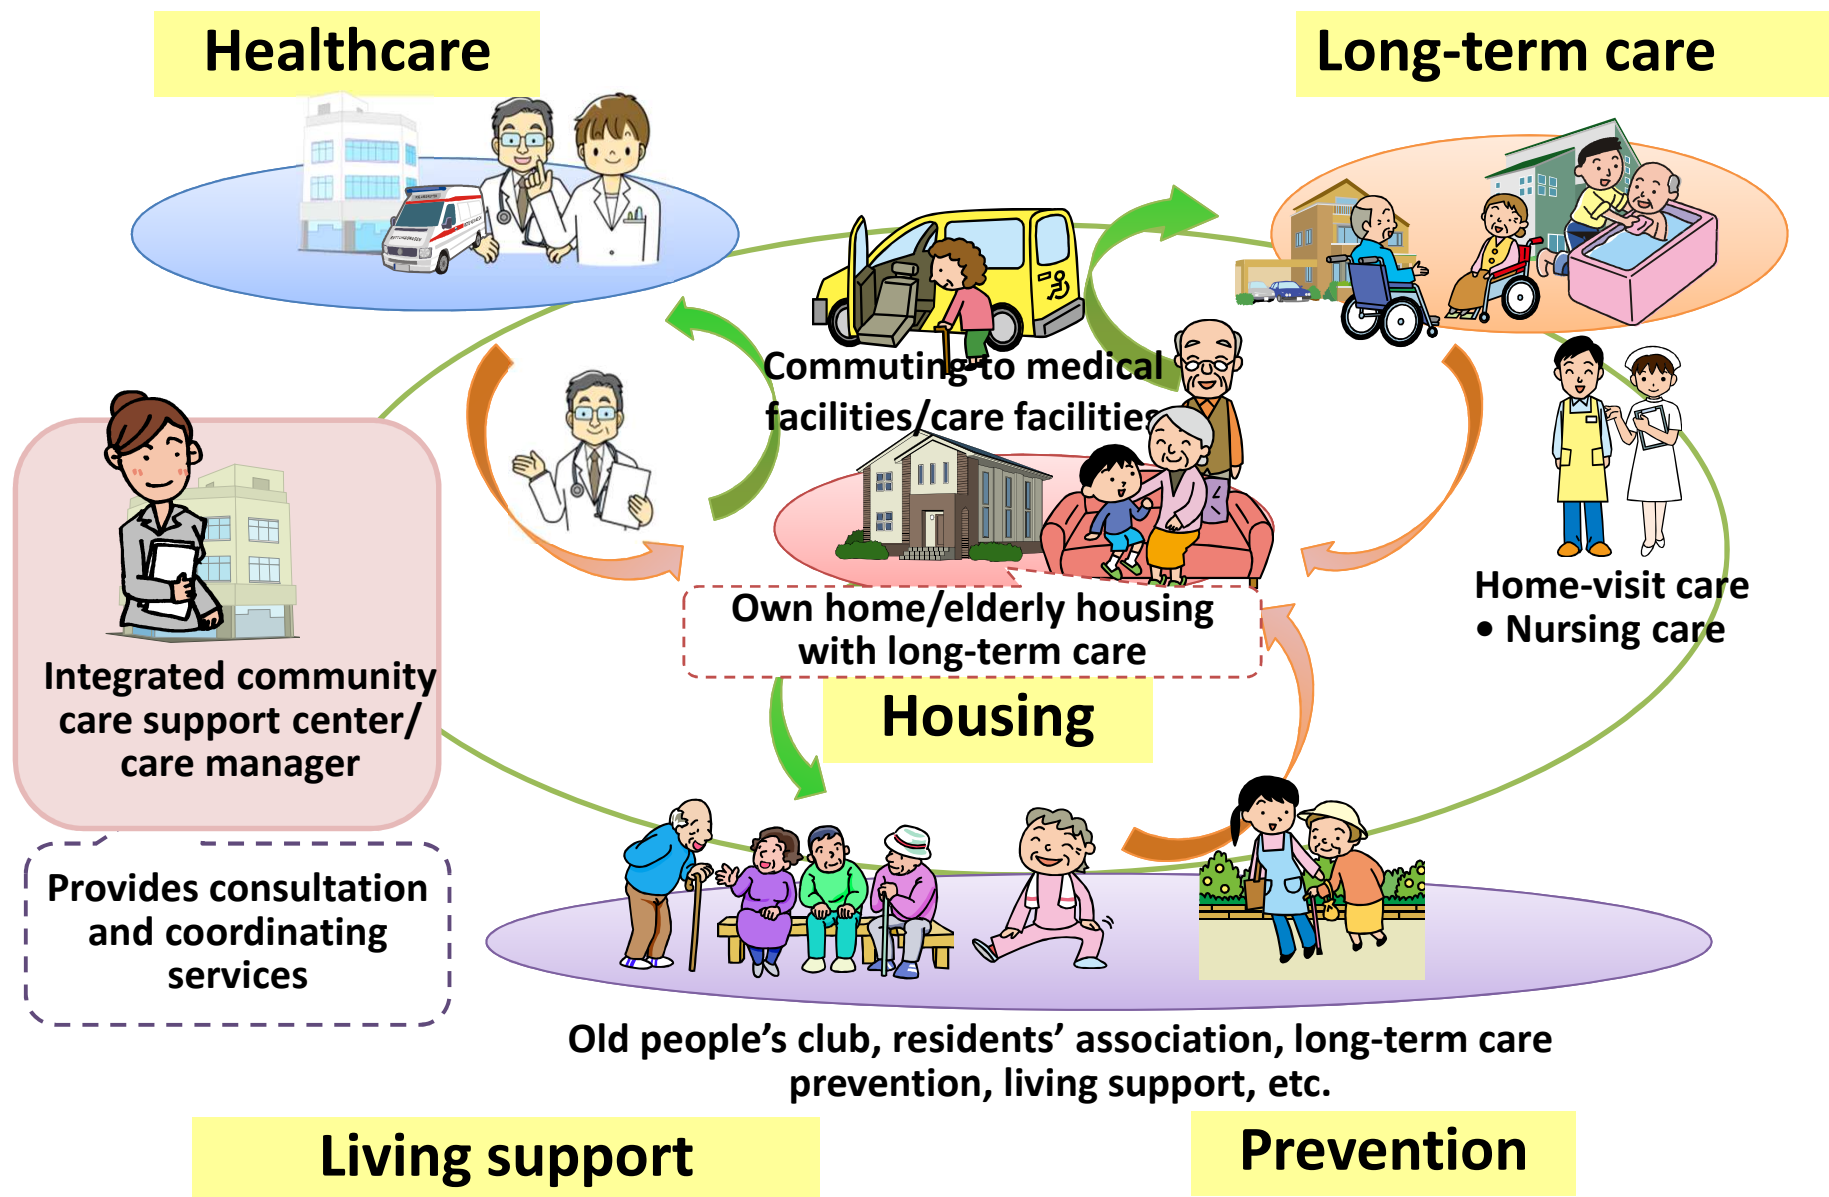 Healthcare
Long-term care
Commuting to medical
facilities/care facilities
Home-visit care
• Nursing care
Own home/elderly housing
with long-term care
Housing
Integrated community
care support center/
care manager
Provides consultation
and coordinating
services
Old people’s club, residents’ association, long-term care
prevention, living support, etc.
Living support
Prevention